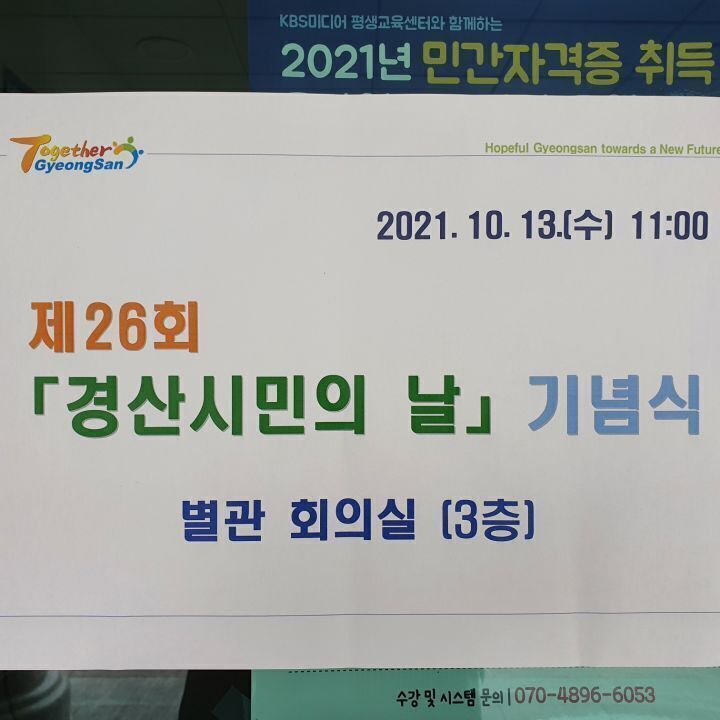 KBS미디어 평생교육센터와 함께하는
2021년 민간자격증 취득
Together
GyeongSan
Hopeful Gyeongsan towards a New Future
2021. 10. 13.(수) 11:00
제26회
「경산시민의 날」 기념식
별관 회의실 (3층)
수강 및 시스템 문의 | 070-4896-6053